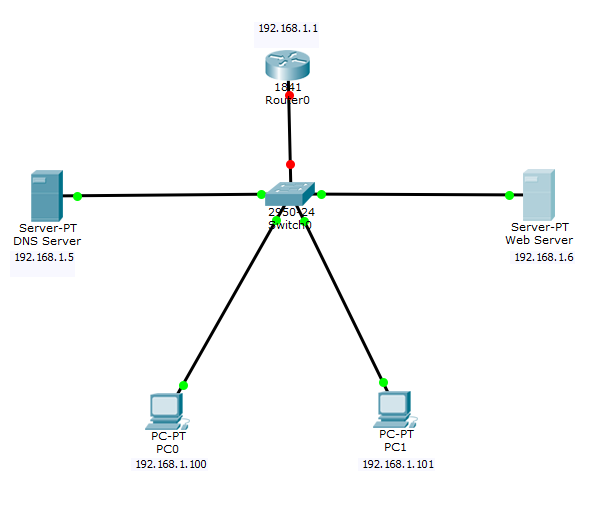 192.168.1.1
1841
Router0
2950-24
Switch0
Server-PT
DNS Server
192.168.1.5
Server-PT
Web Server
192.168.1.6
PC-PT
PC0
192.168.1.100
PC-PT
PC1
192.168.1.101